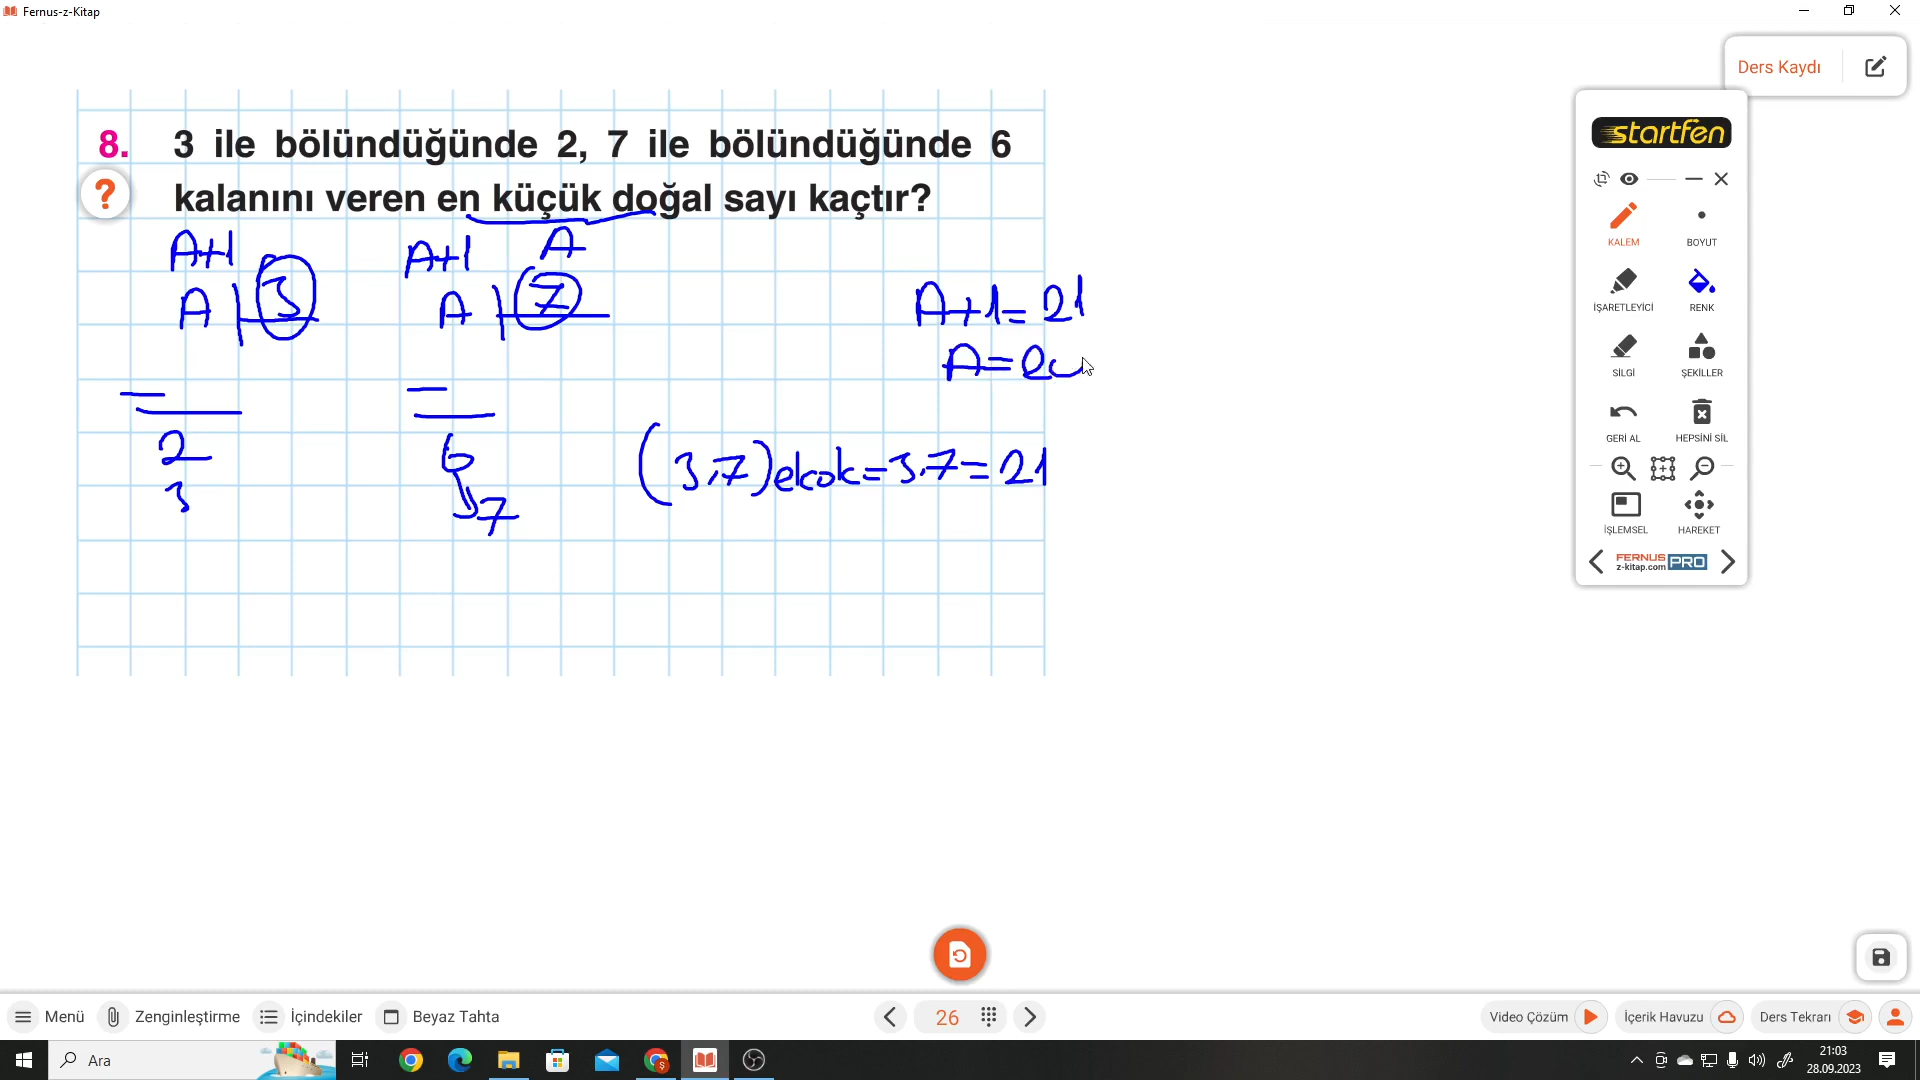 Fernus-z-Kitap
Ders Kaydı
startfen
8. 3 ile bölündüğünde 2, 7 ile bölündüğünde 6
? kalanını veren en küçük doğal sayı kaçtır?
A+1 A+1 A
A 3 A 7 A+1=21
A=20
2 6 (3,7)ekok=3.7=21
3 7
KALEM BOYUT
İŞARETLEYİCİ RENK
SİLGİ ŞEKİLLER
GERİ AL HEPSİNİ SİL
İŞLEMSEL HAREKET
FERNUS
z-kitap.com PRO
Menü Zenginleştirme İçindekiler Beyaz Tahta 26 Video Çözüm İçerik Havuzu Ders Tekrarı
Ara 21:03
28.09.2023